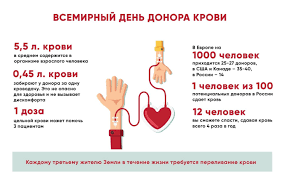 ВСЕМИРНЫЙ ДЕНЬ ДОНОРА КРОВИ
5,5 л. крови
в среднем содержится в
организме взрослого человека
0,45 л. крови
забирают у донора за одну
кроводачу. Это не опасно
для здоровья и не вызывает
дискомфорта
1 доза
цельной крови может помочь
3 пациентам
В Европе на
1000 человек
приходится 25-27 доноров,
в США и Канаде – 35-40,
в России – 14
1 человек из 100
потенциальных доноров в России
сдает кровь
12 человек
вы сможете спасти, сдавая кровь
всего 4 раза в год
Каждому третьему жителю Земли в течение жизни требуется переливание крови